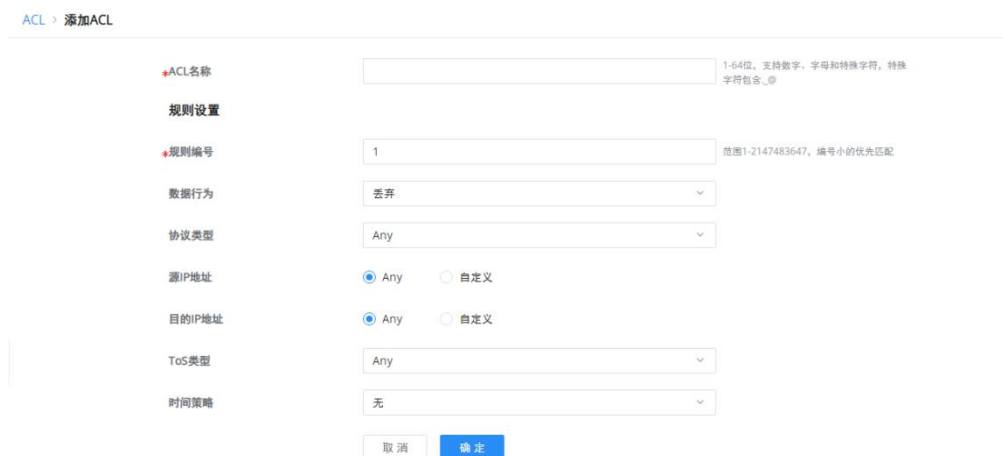 ACL > 添加ACL
*ACL名称
1-64位，支持数字、字母和特殊字符，特殊
字符包含._@
规则设置
*规则编号 1 范围1-2147483647，编号小的优先匹配
数据行为 丢弃
协议类型 Any
源IP地址 Any 自定义
目的IP地址 Any 自定义
ToS类型 Any
时间策略 无
取消 确定